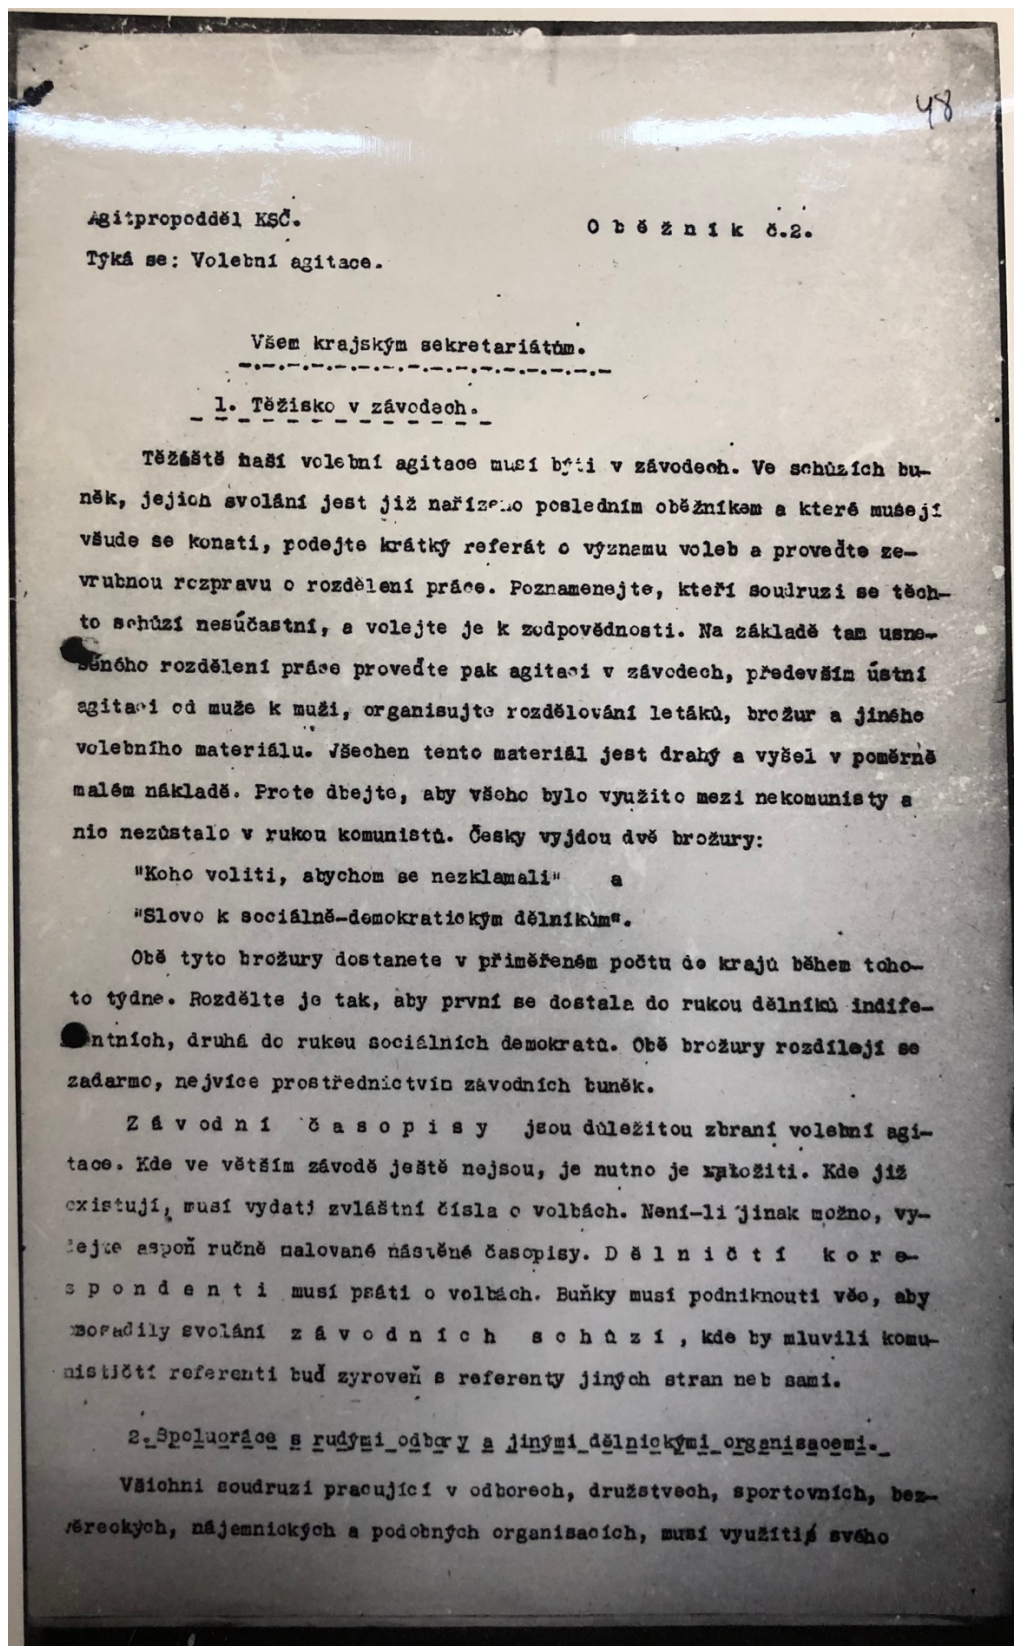 48
Agitpropodděl KSČ.
O b ě ž n í k č.2.
Týká se: Volební agitace.
Všem krajským sekretariátům.
1. Těžisko v závodech.
Těžiště naší volební agitace musí býti v závodech. Ve schůzích bu-
něk, jejich svolání jest již nařízeno posledním oběžníkem a které musejí
všude se konati, podejte krátký referát o významu voleb a proveďte ze-
vrubnou rozpravu o rozdělení práce. Poznamenejte, kteří soudruzi se těch-
to schůzí nesúčastní, a volejte je k zodpovědnosti. Na základě tam usne-
seného rozdělení práce proveďte pak agitaci v závodech, především ústní
agitaci od muže k muži, organisujte rozdělování letáků, brožur a jiného
volebního materiálu. Všechen tento materiál jest drahý a vyšel v poměrně
malém nákladě. Prote dbejte, aby všeho bylo využito mezi nekomunisty a
nic nezůstalo v rukou komunistů. Česky vyjdou dvě brožury:
"Koho voliti, abychom se nezklamali" a
"Slovo k sociálně-demokratickým dělníkům".
Obě tyto brožury dostanete v přiměřeném počtu do krajů během toho-
to týdne. Rozdělte je tak, aby první se dostala do rukou dělníků indife-
entních, druhá do rukou sociálních demokratů. Obě brožury rozdílejí se
zadarmo, nejvíce prostřednictvím závodních buněk.
Z á v o d n í č a s o p i s y jsou důležitou zbraní volební agi-
tace. Kde ve větším závodě ještě nejsou, je nutno je založiti. Kde již
existují, musí vydati zvláštní čísla o volbách. Není-li jinak možno, vy-
dejte aspoň ručně malované nástěné časopisy. D ě l n i č t í k o r e-
s p o n d e n t i musí psáti o volbách. Buňky musí podniknouti vše, aby
svolání z á v o d n í c h s c h ů z í , kde by mluvili komu-
nističtí referenti buď zyroveň s referenty jiných stran neb sami.
2. Spolupráce s rudými odbory a jinými dělnickými organisacemi.
Všichni soudruzi pracující v odborech, družstvech, sportovních, bez-
věreckých, nájemnických a podobných organisacích, musí využíti svého